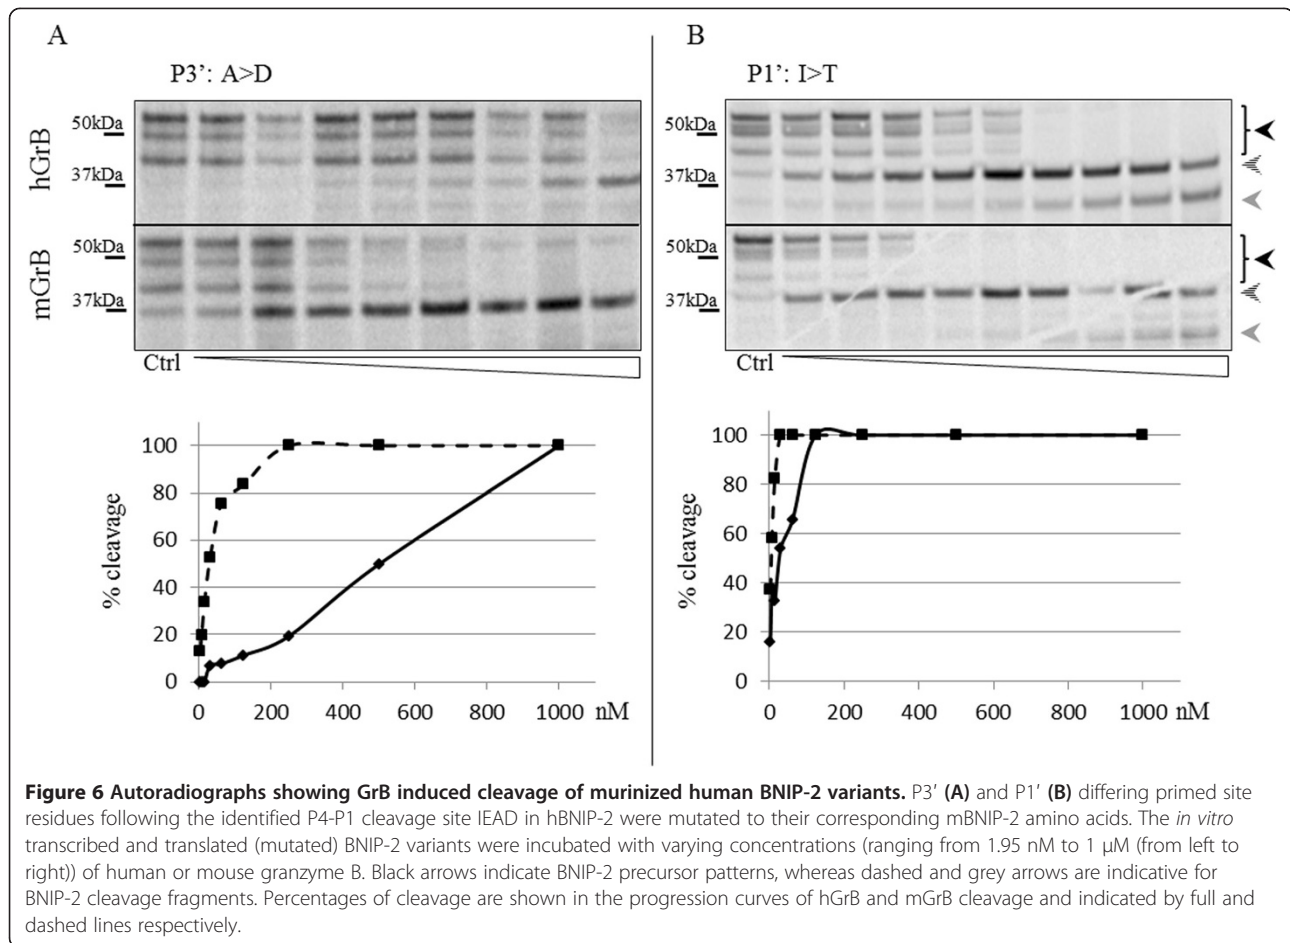 A
P3’: A>D
hGrB
50kDa
37kDa
mGrB
50kDa
37kDa
Ctrl
% cleavage
100
80
60
40
20
0
0 200 400 600 800 1000 nM
B
P1’: I>T
50kDa
37kDa
50kDa
37kDa
Ctrl
% cleavage
100
80
60
40
20
0
0 200 400 600 800 1000 nM
Figure 6 Autoradiographs showing GrB induced cleavage of murinized human BNIP-2 variants. P3′ (A) and P1′ (B) differing primed site
residues following the identified P4-P1 cleavage site IEAD in hBNIP-2 were mutated to their corresponding mBNIP-2 amino acids. The in vitro
transcribed and translated (mutated) BNIP-2 variants were incubated with varying concentrations (ranging from 1.95 nM to 1 μM (from left to
right)) of human or mouse granzyme B. Black arrows indicate BNIP-2 precursor patterns, whereas dashed and grey arrows are indicative for
BNIP-2 cleavage fragments. Percentages of cleavage are shown in the progression curves of hGrB and mGrB cleavage and indicated by full and
dashed lines respectively.